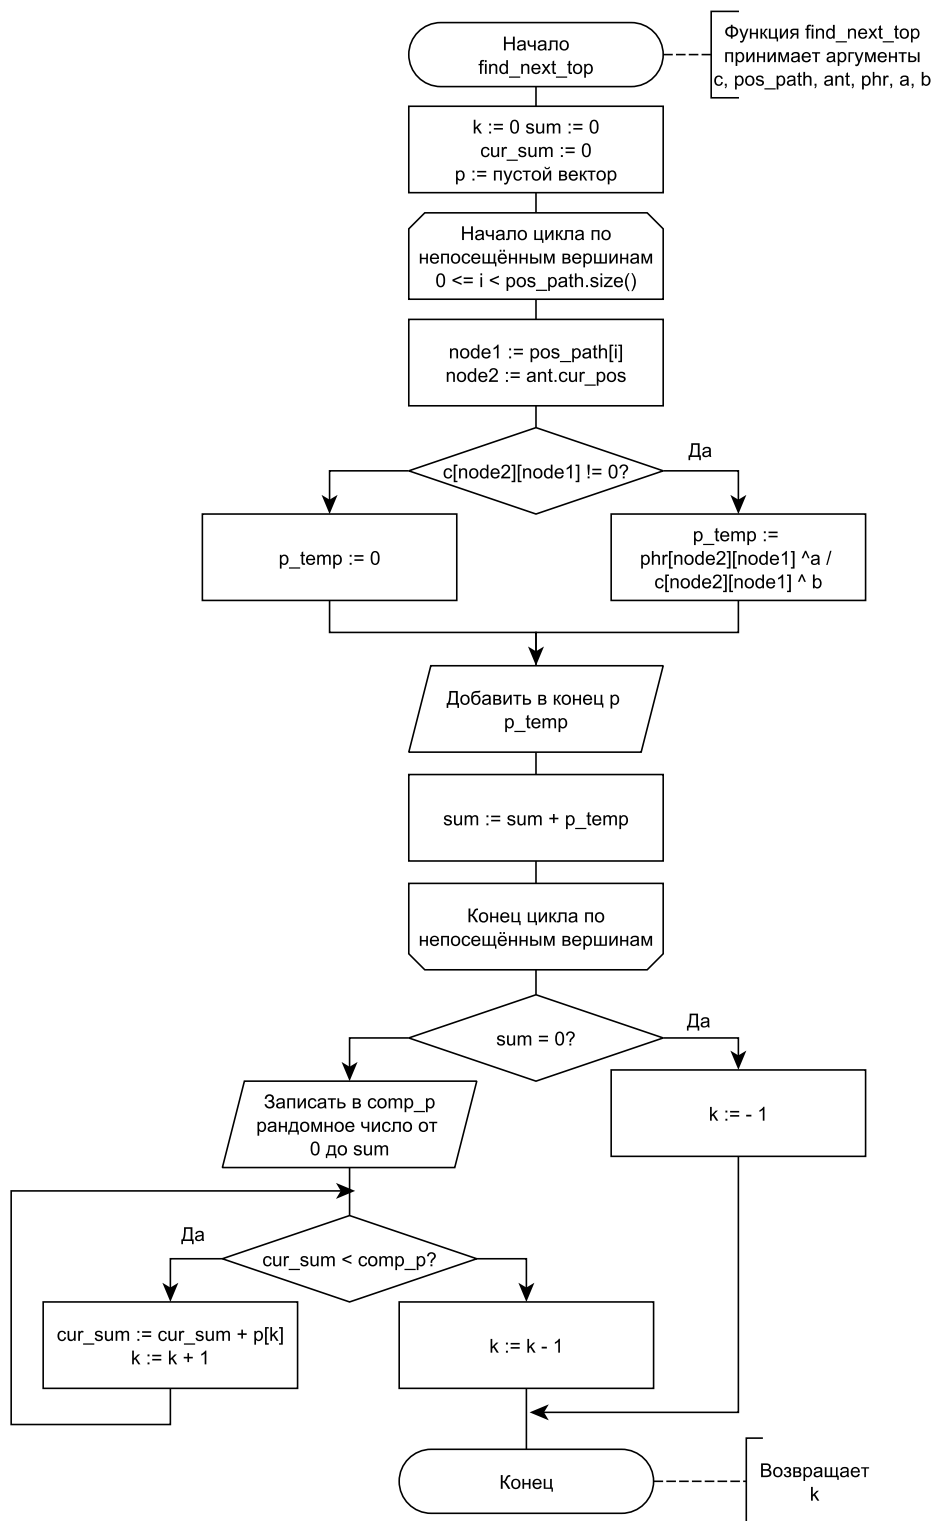 Начало
find_next_top
Функция find_next_top
принимает аргументы
c, pos_path, ant, phr, a, b
k := 0 sum := 0
cur_sum := 0
p := пустой вектор
Начало цикла по
непосещённым вершинам
0 <= i < pos_path.size()
node1 := pos_path[i]
node2 := ant.cur_pos
c[node2][node1] != 0?
Да
p_temp := 0
p_temp :=
phr[node2][node1] ^a /
c[node2][node1] ^ b
Добавить в конец p
p_temp
sum := sum + p_temp
Конец цикла по
непосещённым вершинам
sum = 0?
Да
Записать в comp_p
рандомное число от
0 до sum
k := - 1
Да
cur_sum < comp_p?
cur_sum := cur_sum + p[k]
k := k + 1
k := k - 1
Конец
Возвращает
k